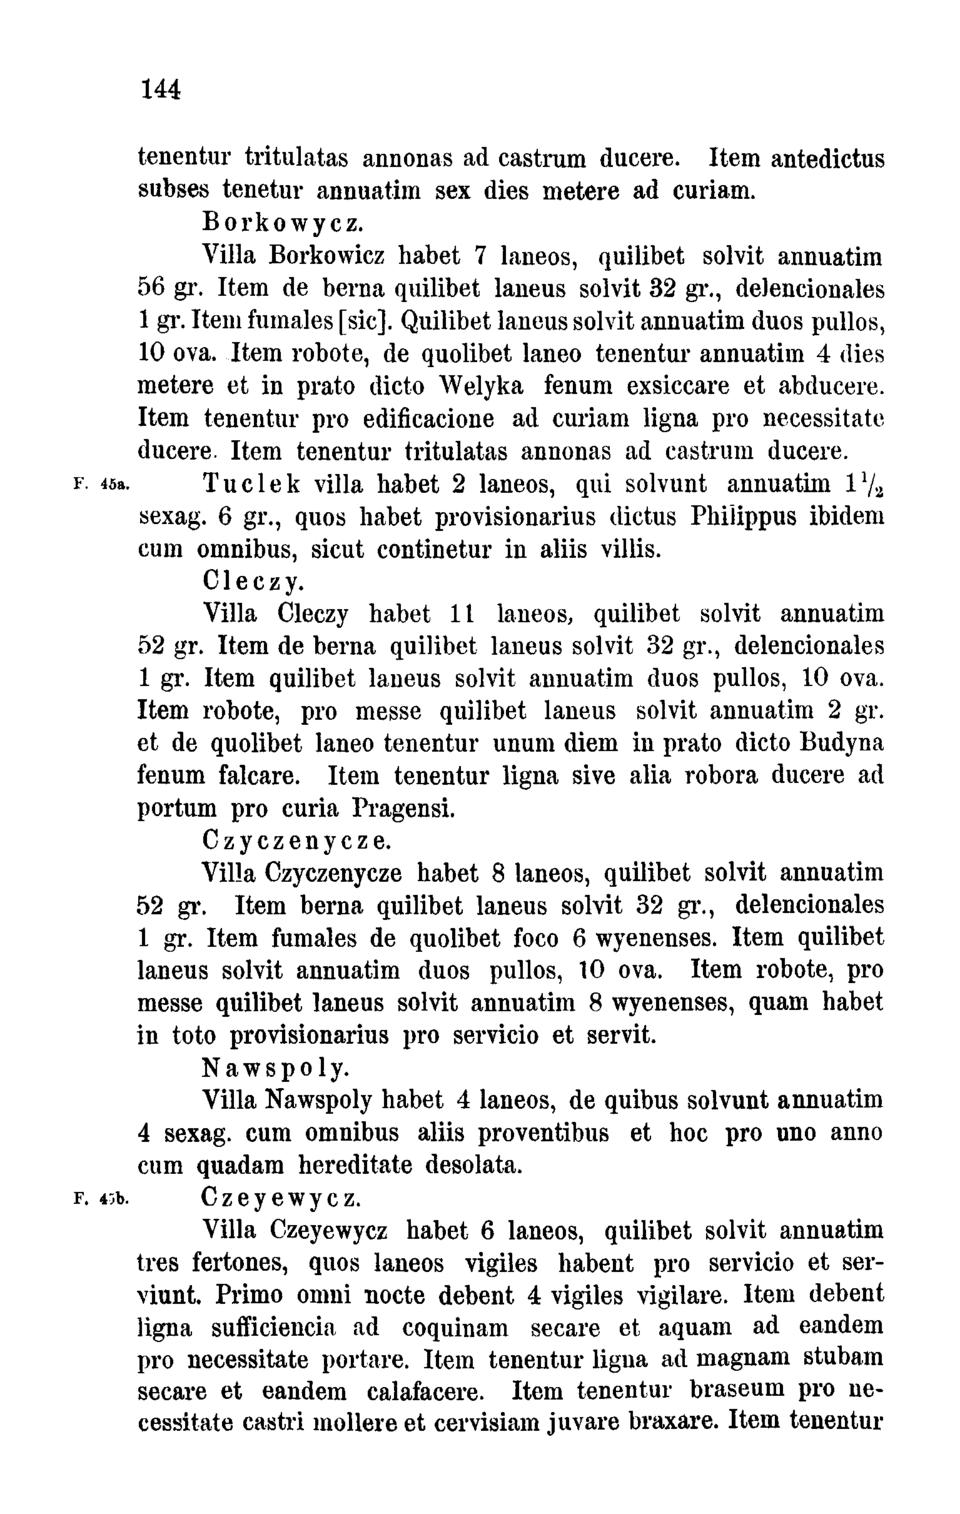 144
tenentur tritulatas annonas ad castrum ducere. Item antedictus
subses tenetur annuatim sex dies metere ad curiam.
Borkowycz.
Villa Borkowicz habet 7 laneos, quilibet solvit annuatim
56 gr. Item de berna quilibet laneus solvit 32 gr., delencionales
1 gr. Item fumales [sic]. Quilibet laneus solvit annuatim duos pullos,
10 ova. Item robote, de quolibet laneo tenentur annuatim 4 dies
metere et in prato dicto Welyka fenum exsiccare et abducere.
Item tenentur pro edificacione ad curiam ligna pro necessitate
ducere. Item tenentur tritulatas annonas ad castrum ducere.
F. 45a. Tuclek villa habet 2 laneos, qui solvunt annuatim 1 1/2
sexag. 6 gr., quos habet provisionarius dictus Philippus ibidem
cum omnibus, sicut continetur in aliis villis.
Cleczy.
Villa Cleczy habet 11 laneos, quilibet solvit annuatim
52 gr. Item de berna quilibet laneus solvit 32 gr., delencionales
1 gr. Item quilibet laneus solvit annuatim duos pullos, 10 ova.
Item robote, pro messe quilibet laneus solvit annuatim 2 gr.
et de quolibet laneo tenentur unum diem in prato dicto Budyna
fenum falcare. Item tenentur ligna sive alia robora ducere ad
portum pro curia Pragensi.
Czyczenycze.
Villa Czyczenycze habet 8 laneos, quilibet solvit annuatim
52 gr. Item berna quilibet laneus solvit 32 gr., delencionales
1 gr. Item fumales de quolibet foco 6 wyenenses. Item quilibet
laneus solvit annuatim duos pullos, 10 ova. Item robote, pro
messe quilibet laneus solvit annuatim 8 wyenenses, quam habet
in toto provisionarius pro servicio et servit.
Nawspoly.
Villa Nawspoly habet 4 laneos, de quibus solvunt annuatim
4 sexag. cum omnibus aliis proventibus et hoc pro uno anno
cum quadam hereditate desolata.
F. 45b. Czeyewycz.
Villa Czeyewycz habet 6 laneos, quilibet solvit annuatim
tres fertones, quos laneos vigiles habent pro servicio et ser-
viunt. Primo omni nocte debent 4 vigiles vigilare. Item debent
ligna sufficiencia ad coquinam secare et aquam ad eandem
pro necessitate portare. Item tenentur ligna ad magnam stubam
secare et eandem calafacere. Item tenentur braseum pro ne-
cessitate castri mollere et cervisiam juvare braxare. Item tenentur